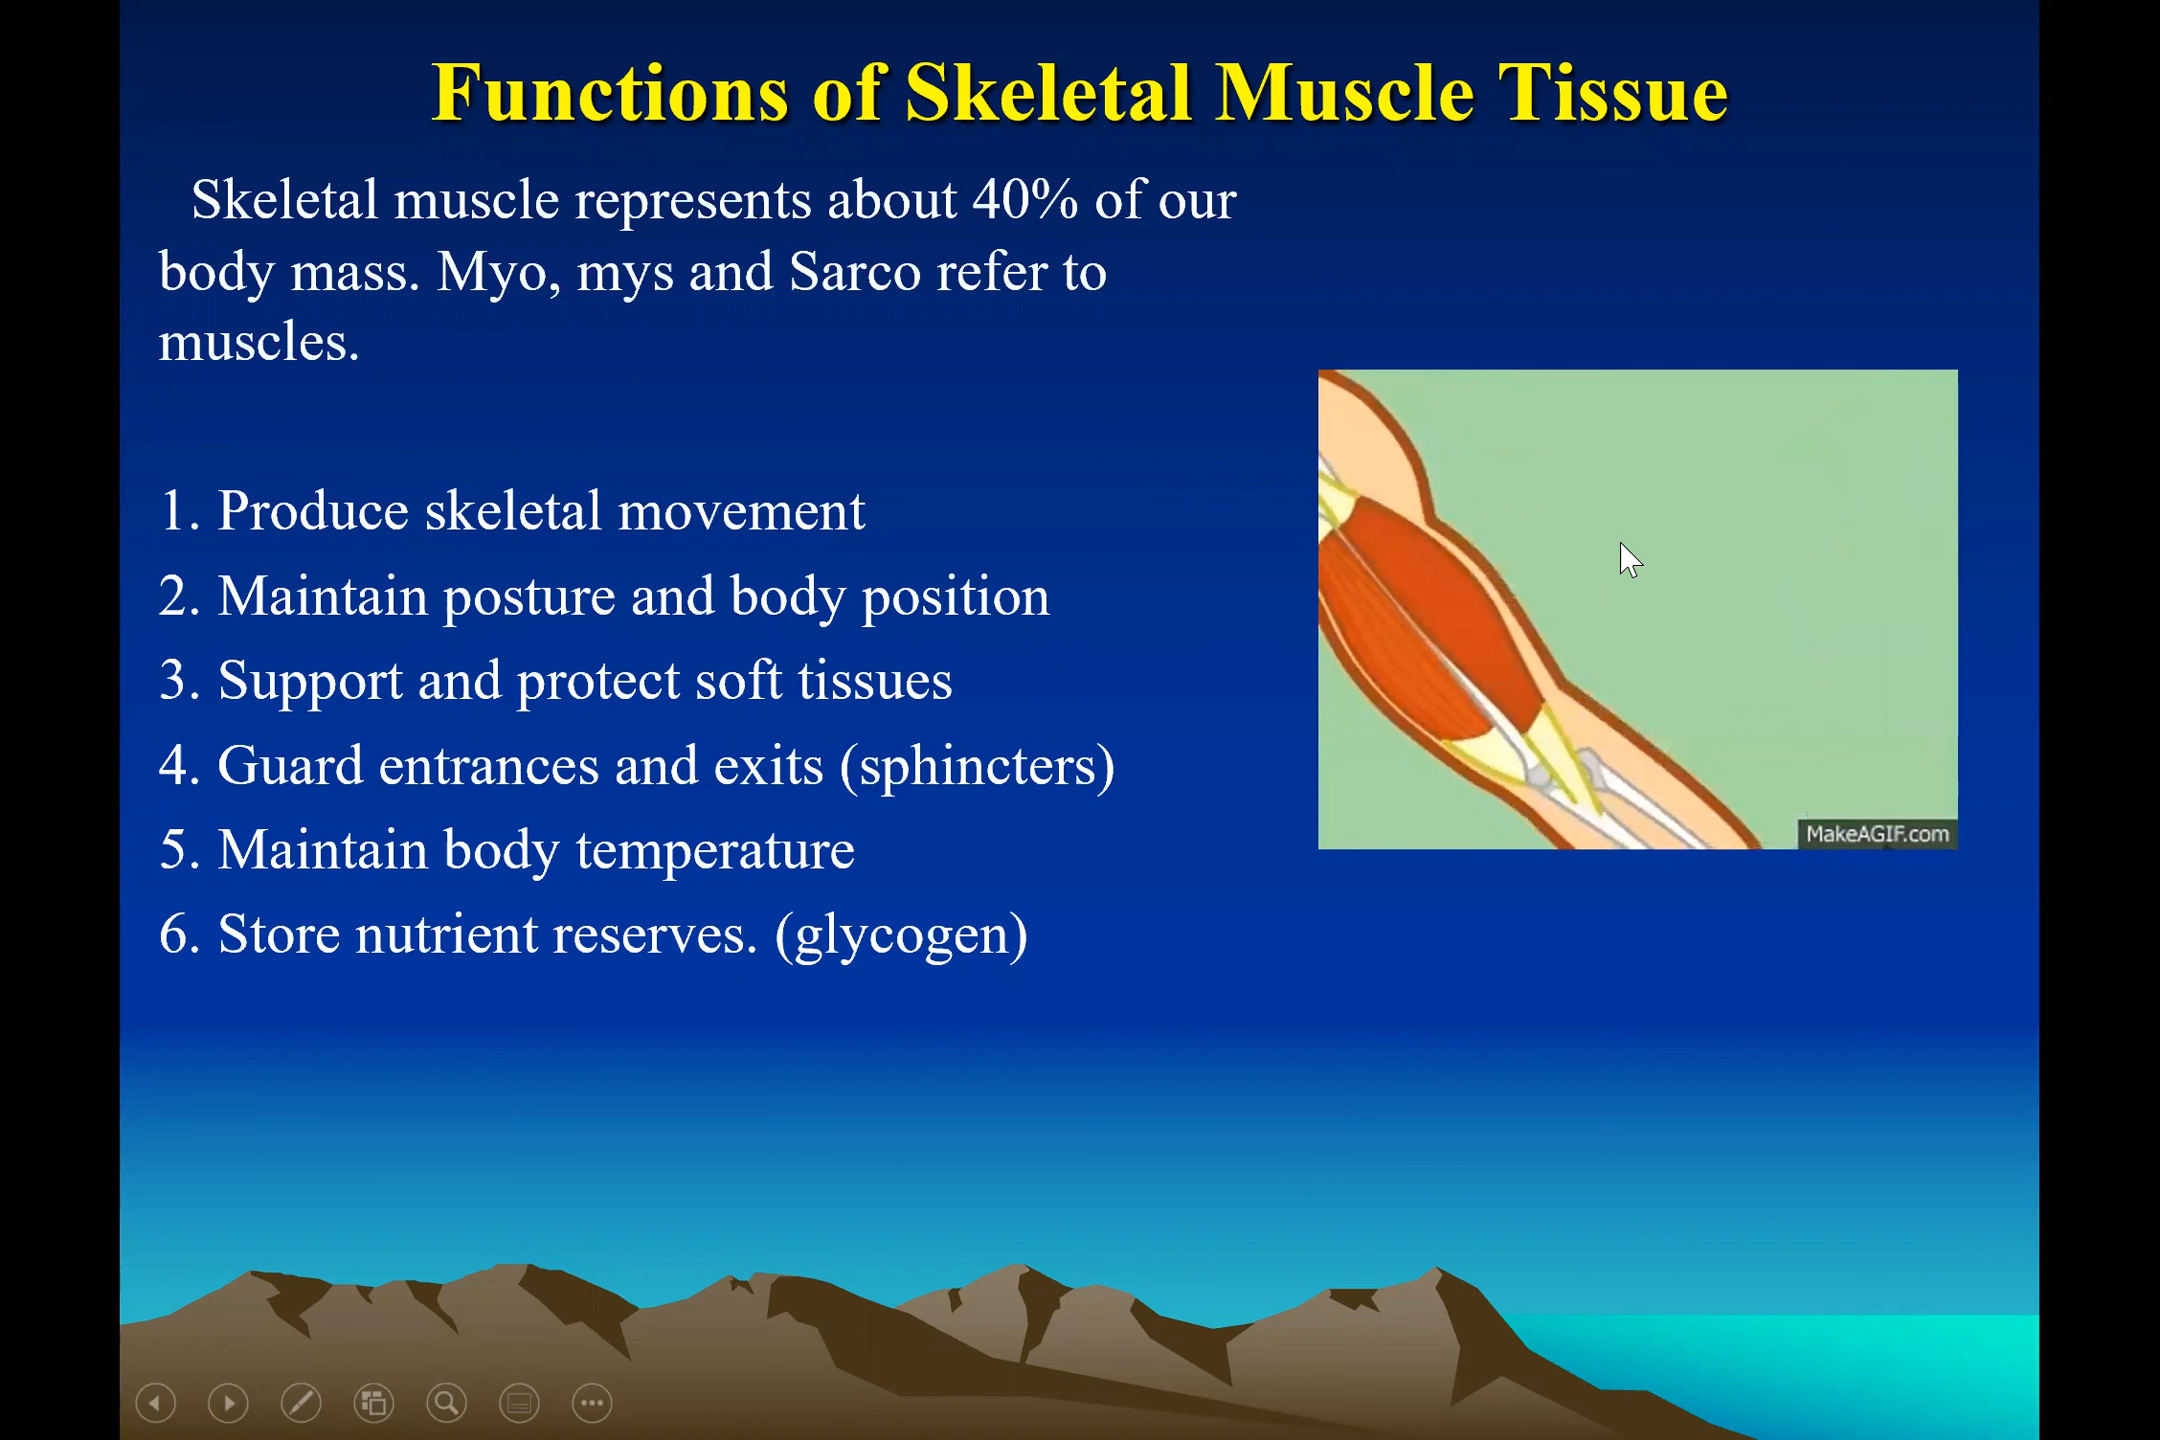 Functions of Skeletal Muscle Tissue
Skeletal muscle represents about 40% of our
body mass. Myo, mys and Sarco refer to
muscles.
1. Produce skeletal movement
2. Maintain posture and body position
3. Support and protect soft tissues
4. Guard entrances and exits (sphincters)
5. Maintain body temperature
6. Store nutrient reserves. (glycogen)
MakeAGIF.com